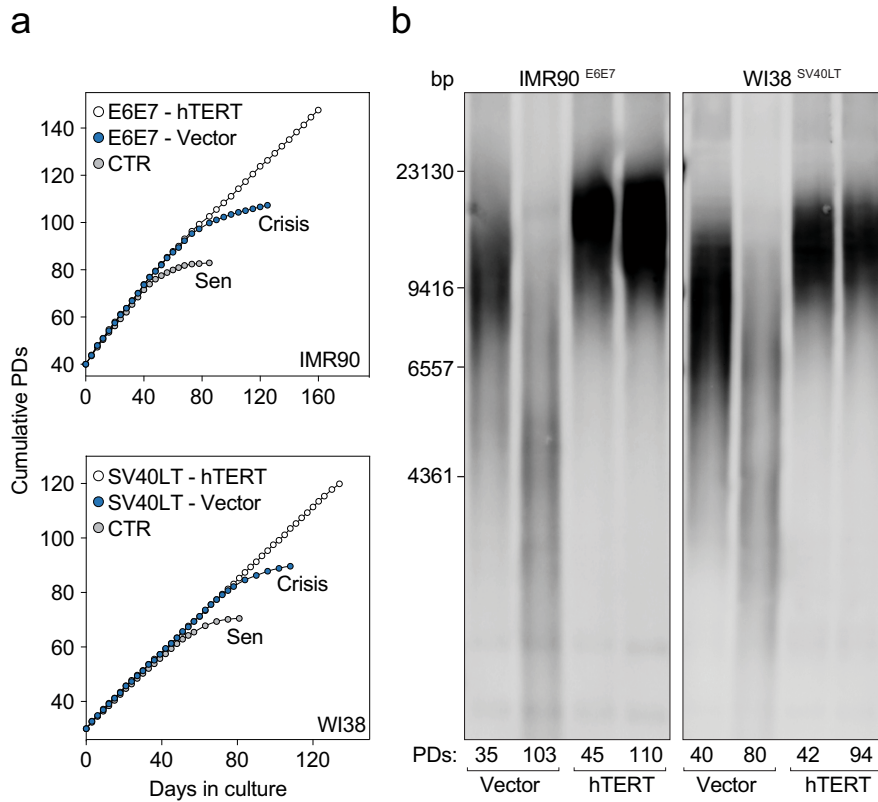 a
E6E7 - hTERT
E6E7 - Vector
CTR
140
120
100
80
60
40
Crisis
Sen
IMR90
0 40 80 120 160
Cumulative PDs
SV40LT - hTERT
SV40LT - Vector
CTR
120
100
80
60
40
Crisis
Sen
WI38
0 40 80 120
Days in culture
b
bp IMR90 E6E7 WI38 SV40LT
23130
9416
6557
4361
PDs: 35 103 45 110 40 80 42 94
Vector hTERT Vector hTERT